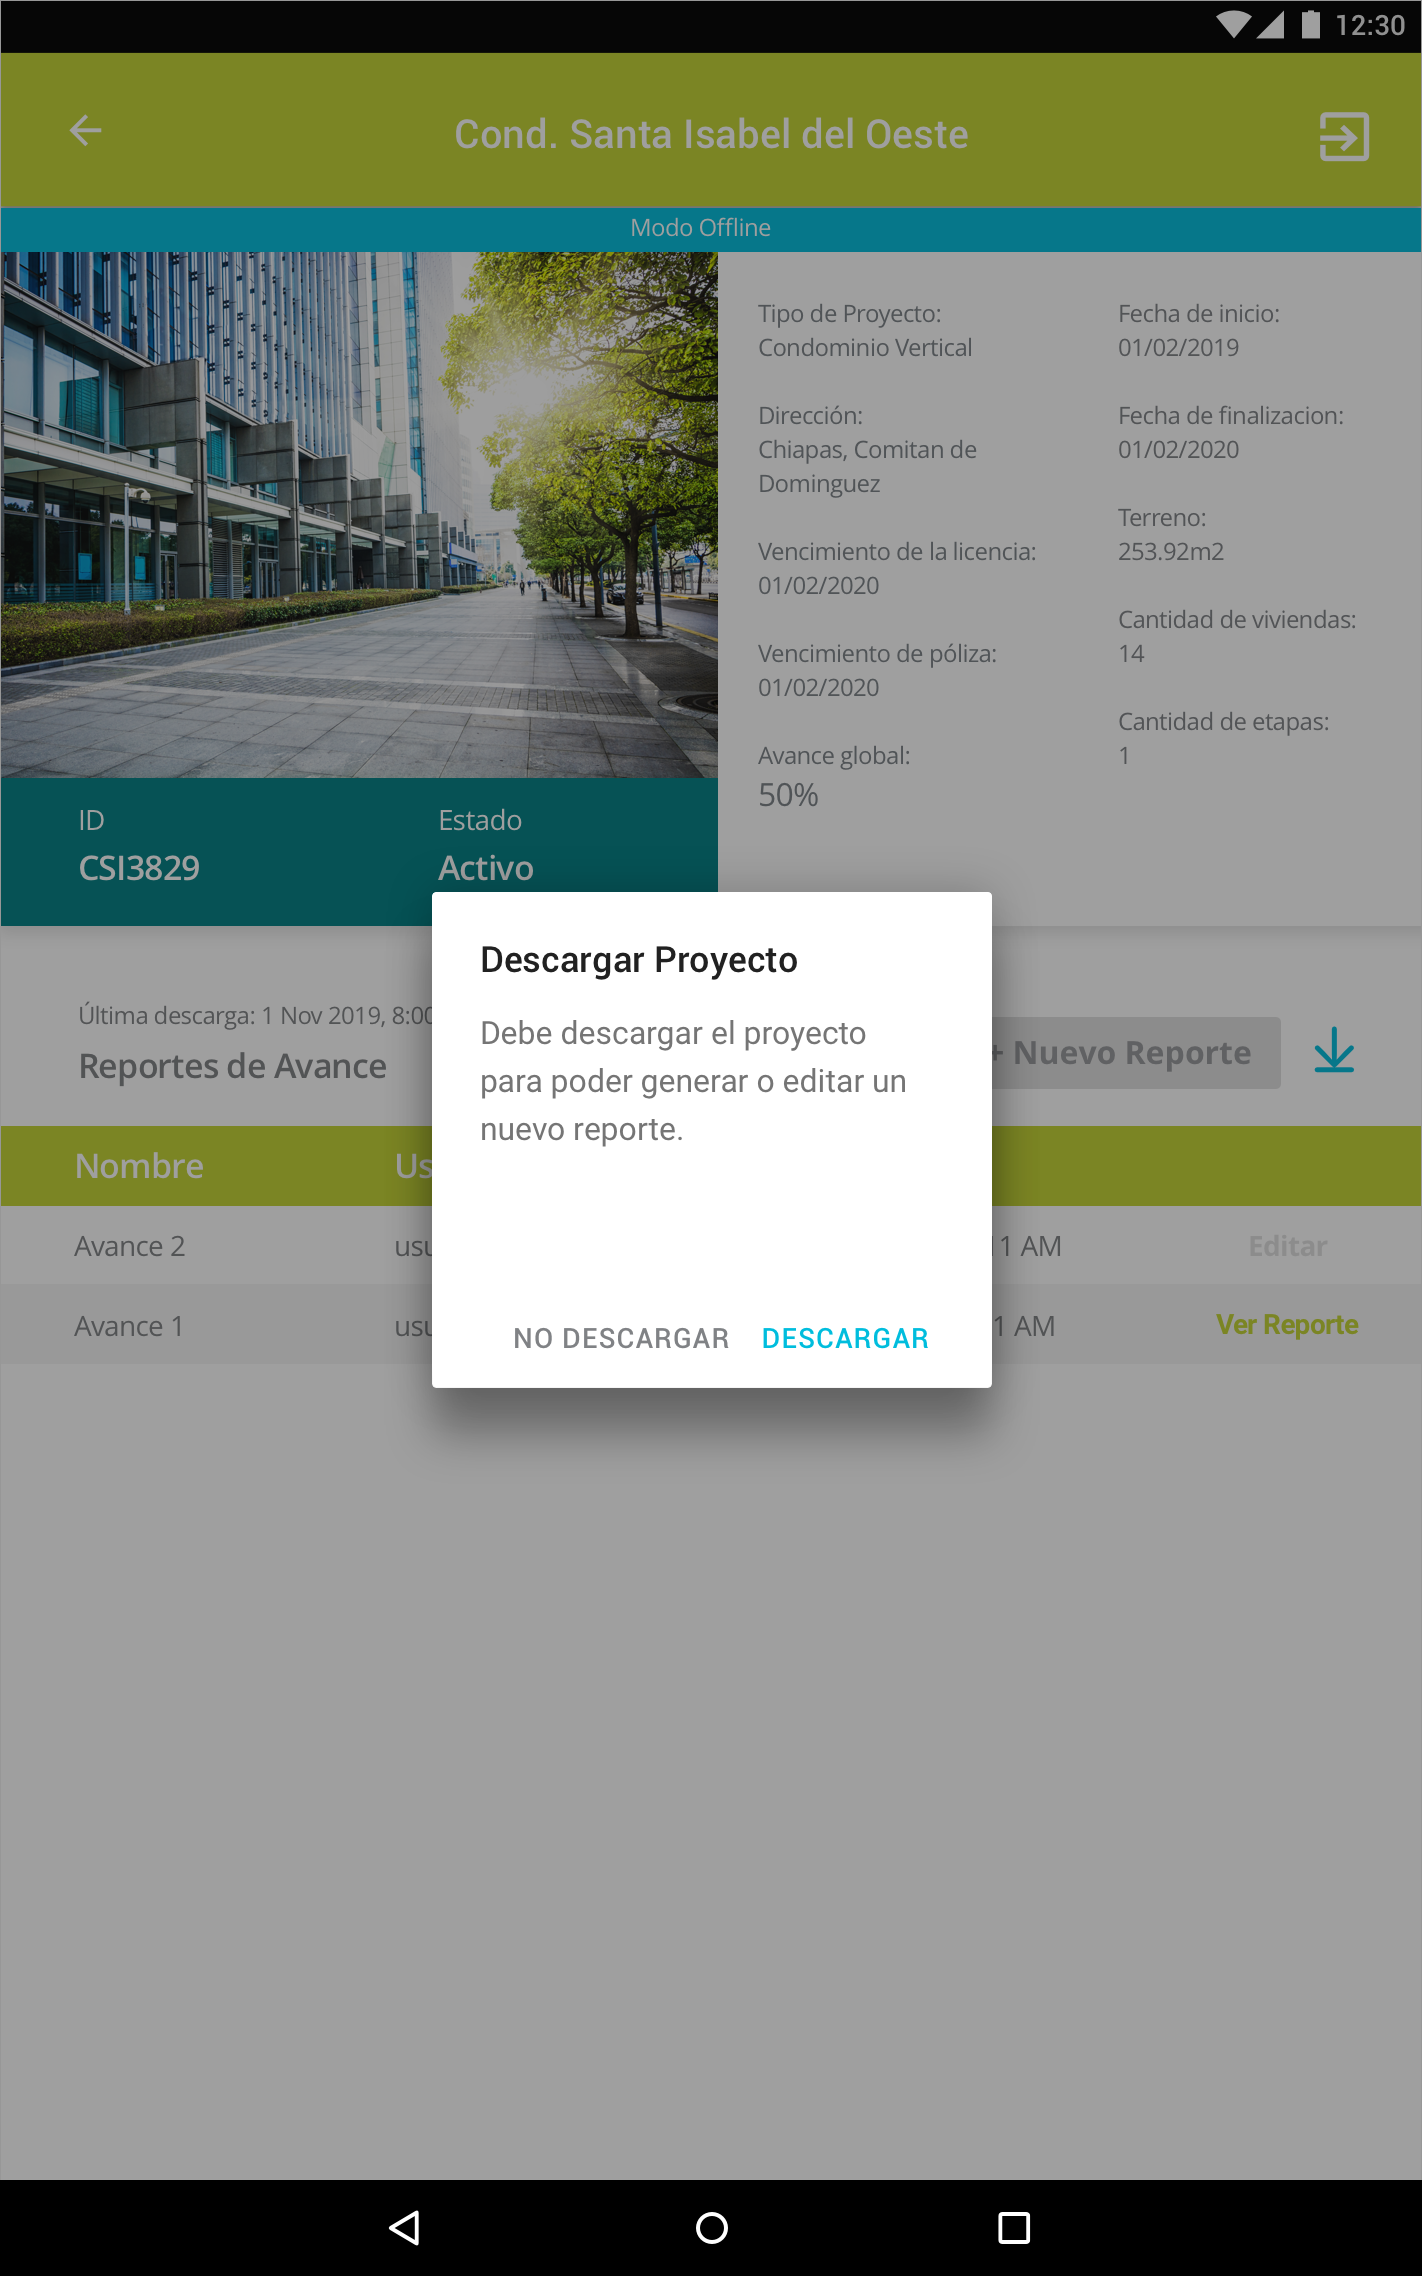 12:30
Cond. Santa Isabel del Oeste
Modo Offline
Tipo de Proyecto:
Condominio Vertical
Dirección:
Chiapas, Comitan de
Dominguez
Vencimiento de la licencia:
01/02/2020
Vencimiento de póliza:
01/02/2020
Avance global:
50%
Fecha de inicio:
01/02/2019
Fecha de finalizacion:
01/02/2020
Terreno:
253.92m2
Cantidad de viviendas:
14
Cantidad de etapas:
1
ID
CSI3829
Estado
Activo
Última descarga: 1 Nov 2019, 8:00
Reportes de Avance
+ Nuevo Reporte
Descargar Proyecto
Debe descargar el proyecto
para poder generar o editar un
nuevo reporte.
NO DESCARGAR DESCARGAR
Nombre
Avance 2 AM Editar
Avance 1 AM Ver Reporte